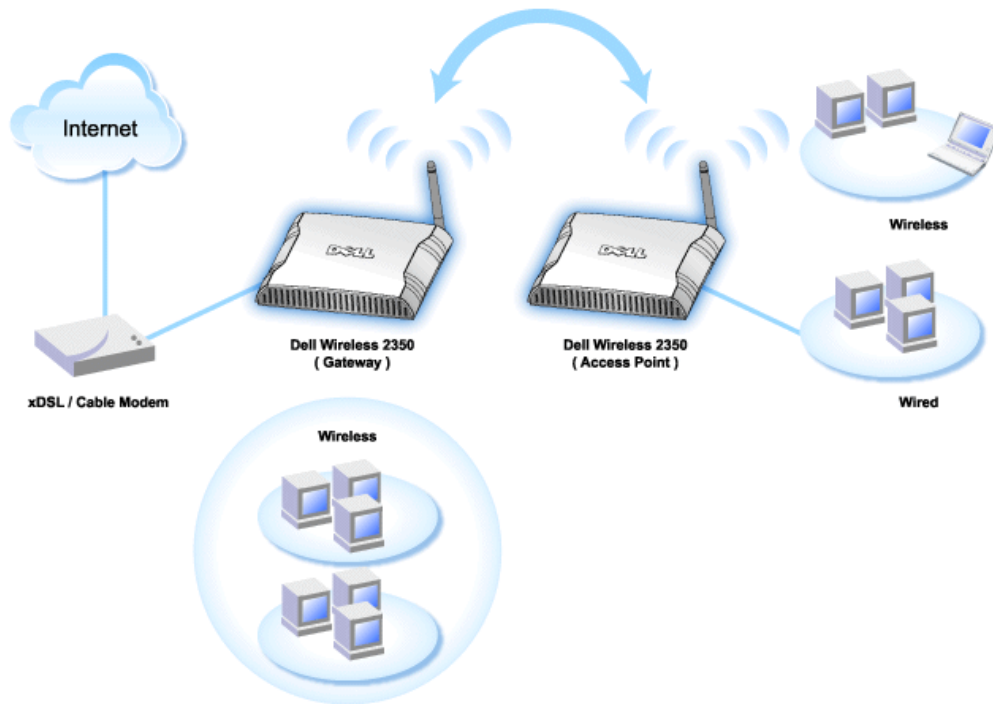 Internet
DELL
DELL
Wireless
Dell Wireless 2350
( Gateway )
Dell Wireless 2350
( Access Point )
xDSL / Cable Modem
Wired
Wireless